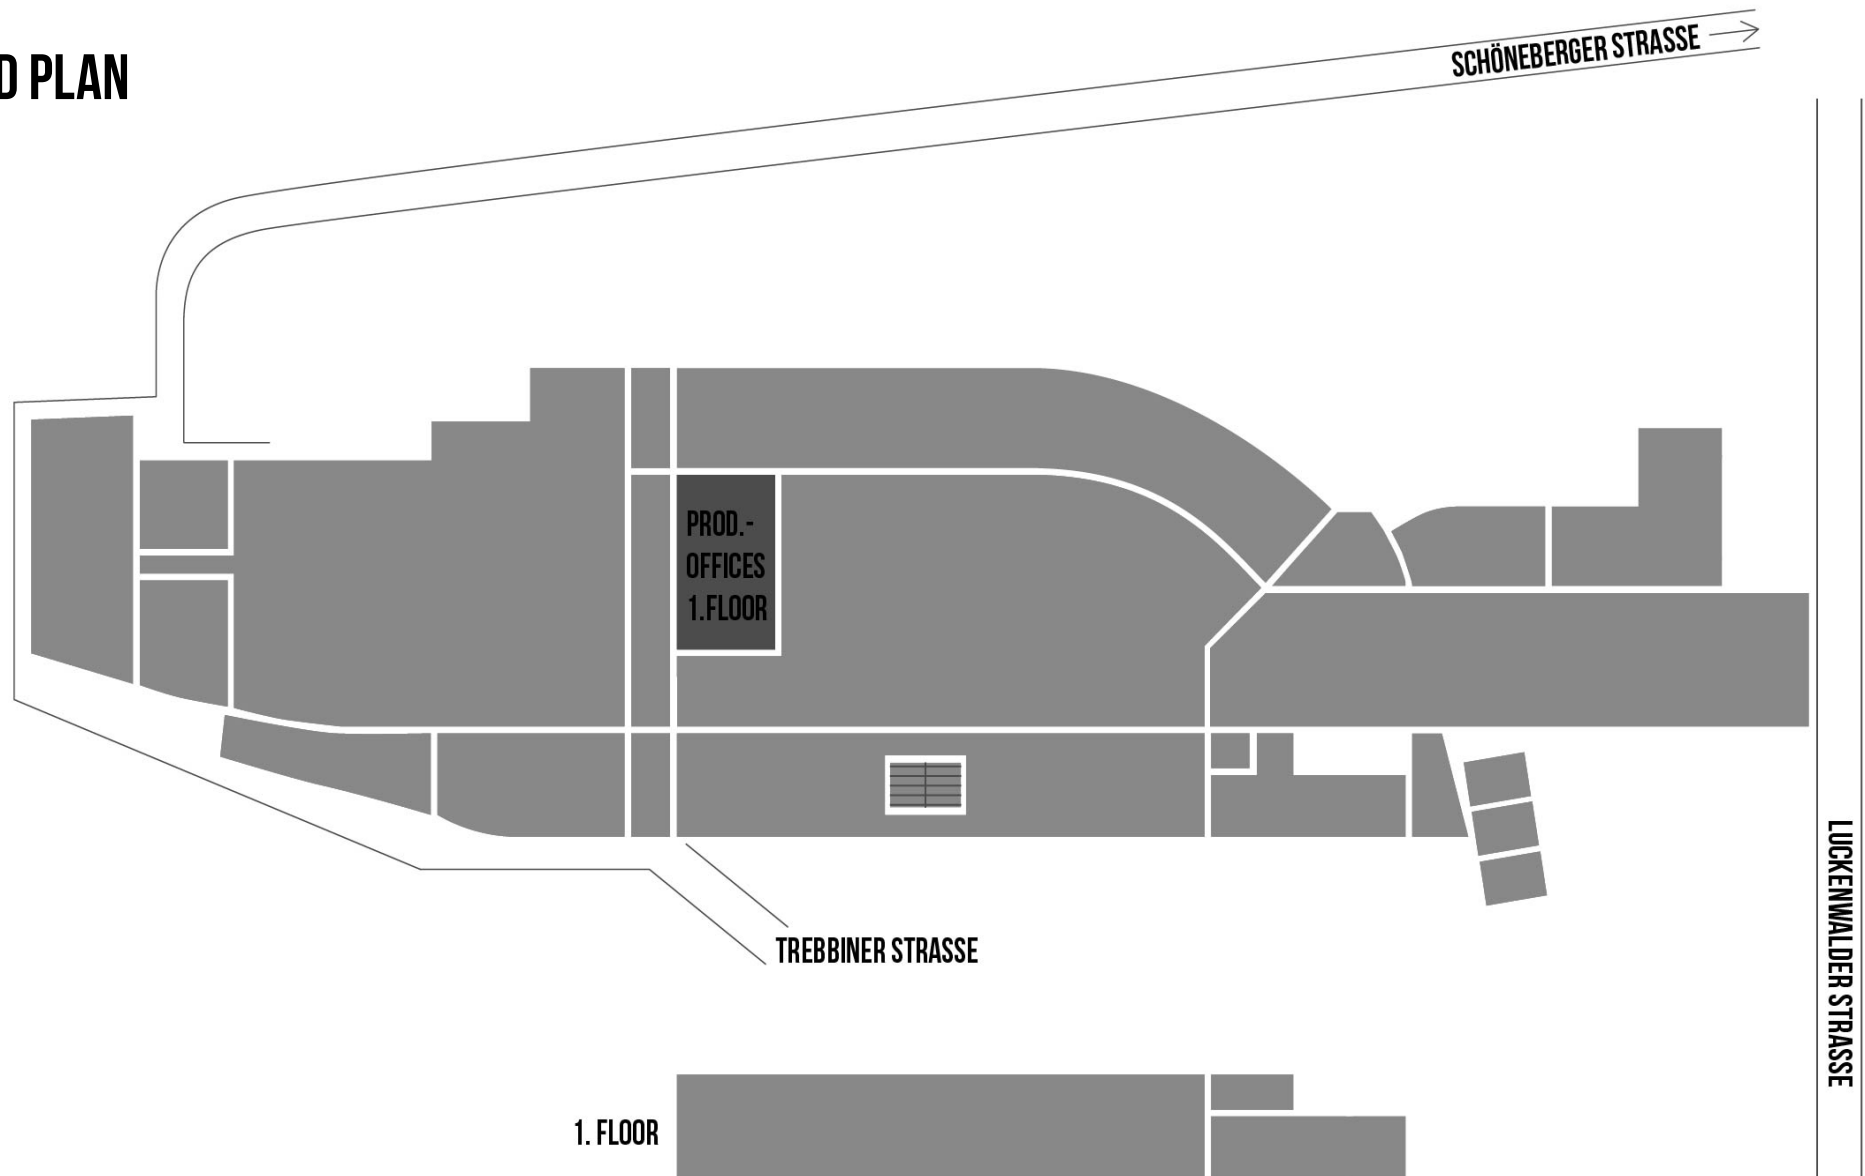 D PLAN
SCHÖNEBERGER STRASSE
PROD.-
OFFICES
1.FLOOR
TREBBINER STRASSE
LUCKENWALDER STRASSE
1. FLOOR